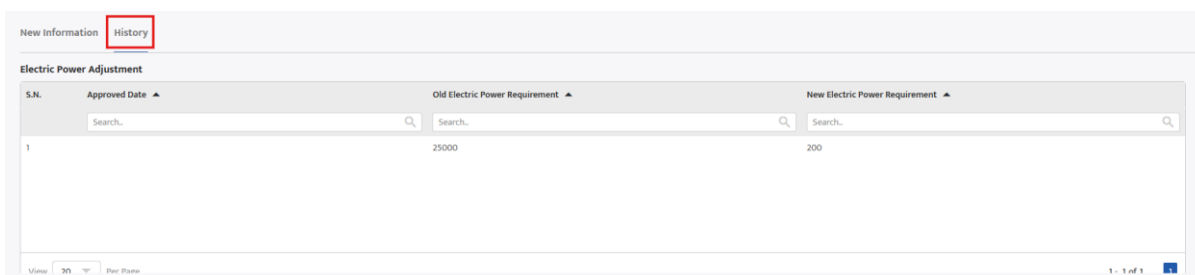 New Information History
Electric Power Adjustment
S.N. Approved Date Old Electric Power Requirement New Electric Power Requirement
Search.. Search.. Search..
1 25000 200
View 20 Per Page 1 - 1 of 1 1